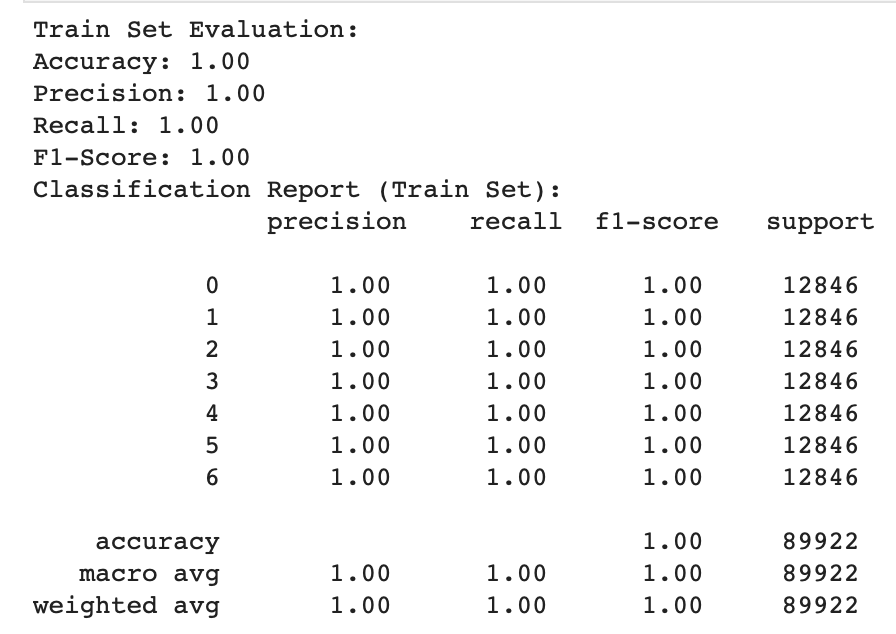 Train Set Evaluation:
Accuracy: 1.00
Precision: 1.00
Recall: 1.00
F1-Score: 1.00
Classification Report (Train Set):
precision recall f1-score support
0 1.00 1.00 1.00 12846
1 1.00 1.00 1.00 12846
2 1.00 1.00 1.00 12846
3 1.00 1.00 1.00 12846
4 1.00 1.00 1.00 12846
5 1.00 1.00 1.00 12846
6 1.00 1.00 1.00 12846
accuracy 1.00 89922
macro avg 1.00 1.00 1.00 89922
weighted avg 1.00 1.00 1.00 89922